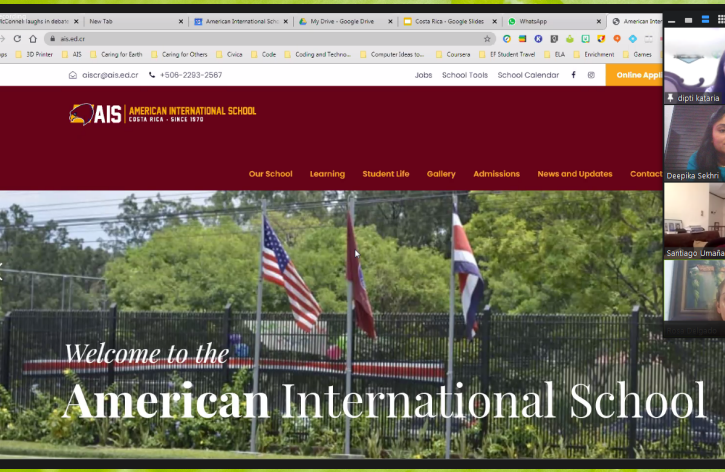 McConnek laughs in debate
New Tab
American International Scho
My Drive - Google Drive
Costa Rica - Google Slides
WhatsApp
American Inter
ais.ed.cr
3D Printer
AIS
Caring for Earth
Caring for Others
Civica
Code
Coding and Techno...
Computer Ideas to...
Coursera
EF Student Travel
ELA
Enrichment
Games
aiscr@ais.ed.cr
+506-2293-2567
Jobs
School Tools
School Calendar
Online Appli
AIS
AMERICAN INTERNATIONAL SCHOOL
COSTA RICA - SINCE 1970
Our School
Learning
Student Life
Gallery
Admissions
News and Updates
Contact
dipti kataria
Deepika Sekhri
Santiago Umaña
Welcome to the
American International School